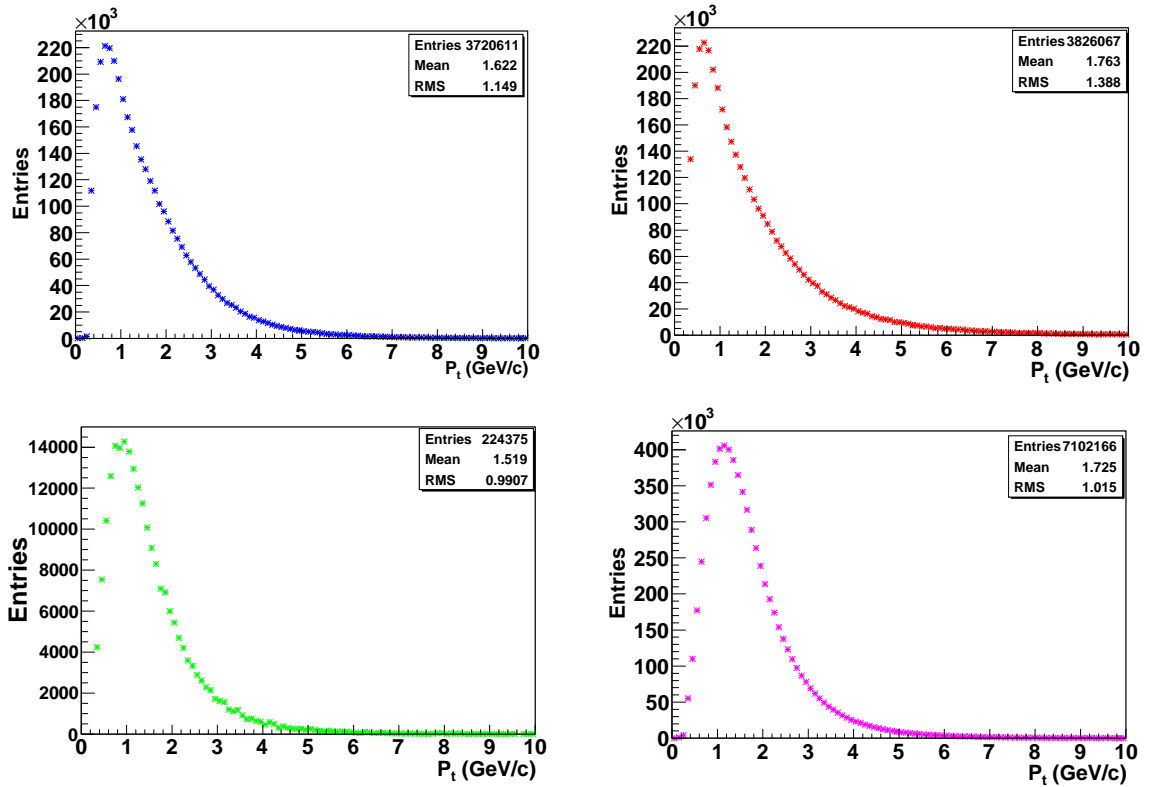 ×10³
Entries 3720611
Mean 1.622
RMS 1.149
Entries
220
200
180
160
140
120
100
80
60
40
20
0
0 1 2 3 4 5 6 7 8 9 10
P_t (GeV/c)
×10³
Entries 3826067
Mean 1.763
RMS 1.388
Entries
220
200
180
160
140
120
100
80
60
40
20
0
0 1 2 3 4 5 6 7 8 9 10
P_t (GeV/c)
Entries 224375
Mean 1.519
RMS 0.9907
Entries
14000
12000
10000
8000
6000
4000
2000
0
0 1 2 3 4 5 6 7 8 9 10
P_t (GeV/c)
×10³
Entries 7102166
Mean 1.725
RMS 1.015
Entries
400
350
300
250
200
150
100
50
0
0 1 2 3 4 5 6 7 8 9 10
P_t (GeV/c)